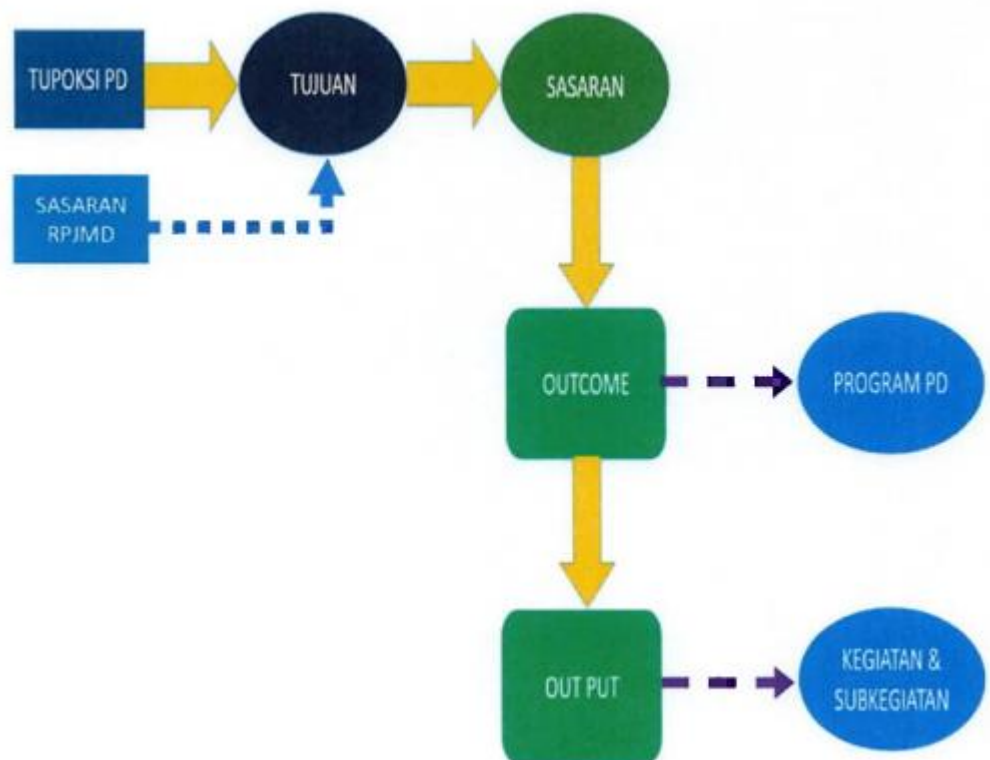 TUPOKSI PD
TUJUAN
SASARAN
SASARAN
RPJMD
OUTCOME
PROGRAM PD
OUT PUT
KEGIATAN &
SUBKEGIATAN